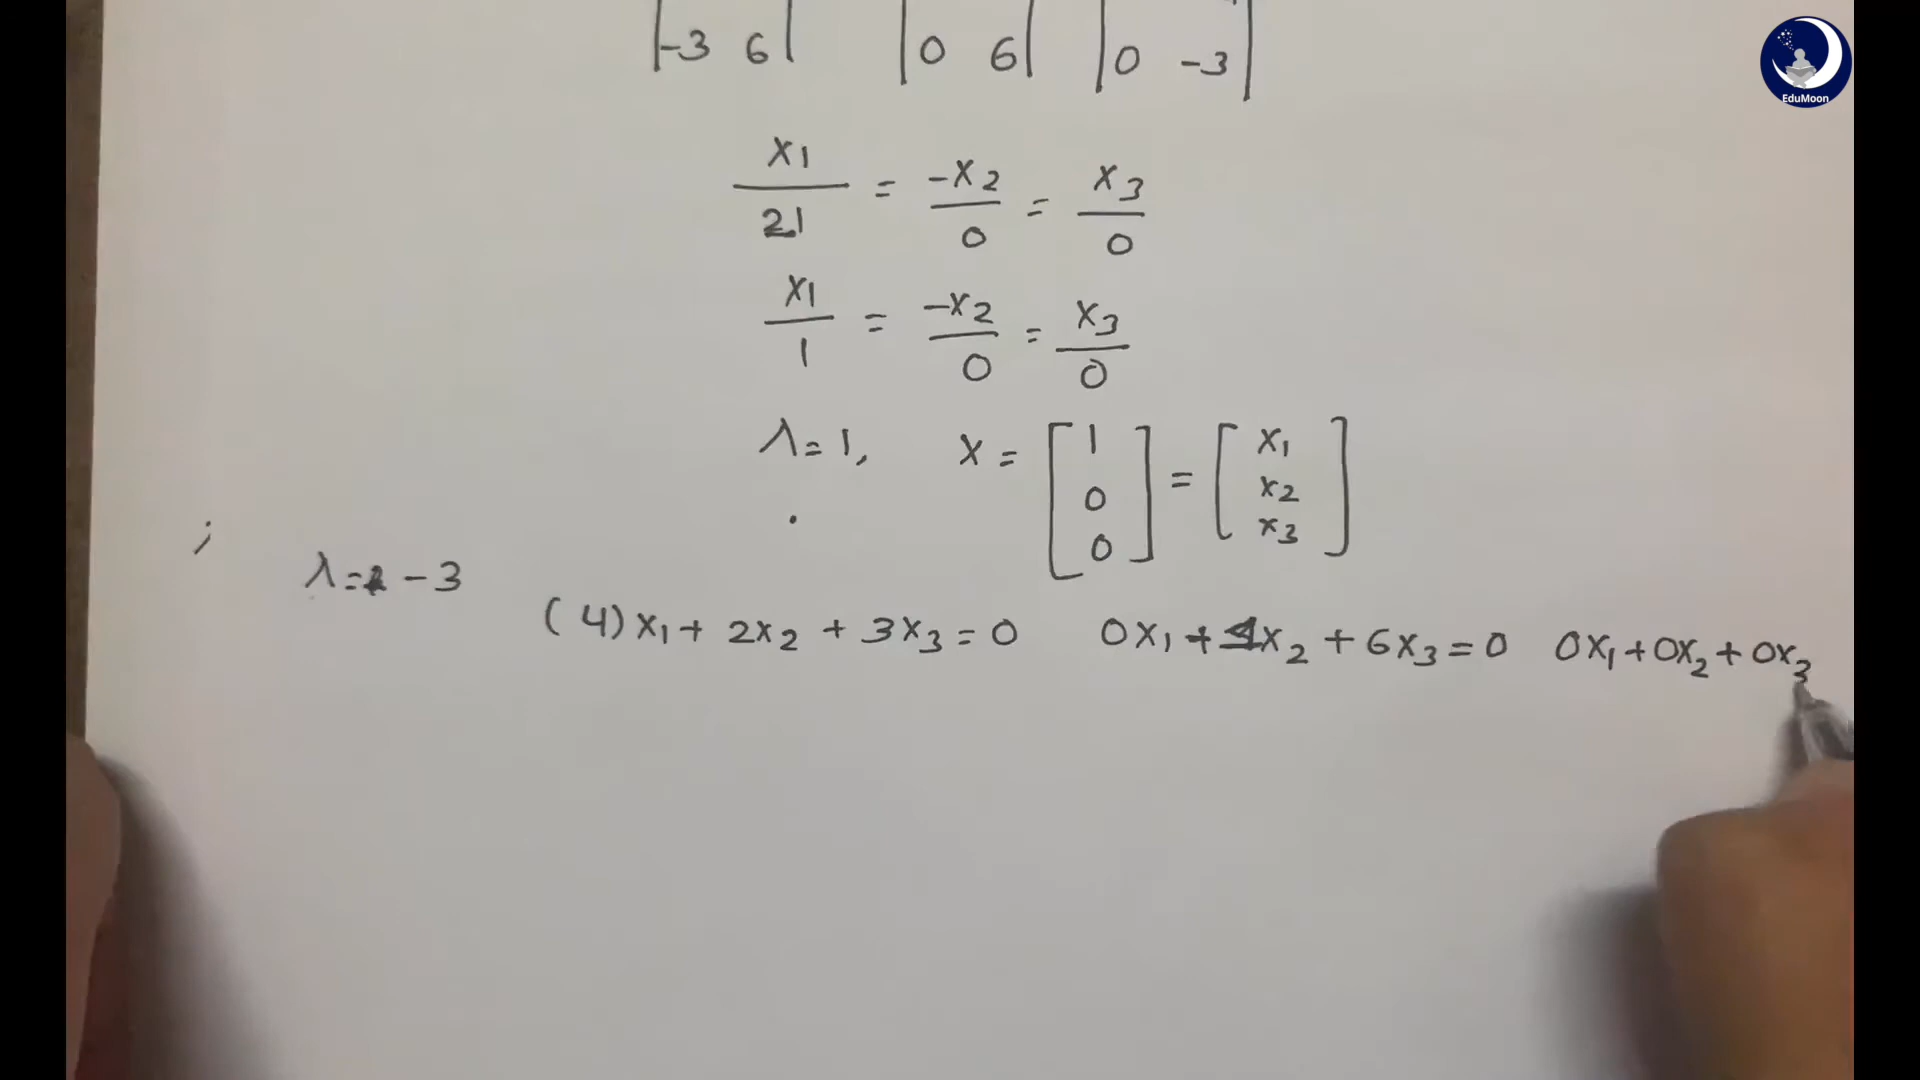 |-3 6| |0 6| |0 -3|
x1/21 = -x2/0 = x3/0
x1/1 = -x2/0 = x3/0
λ=1, x = [1 0 0] = [x1 x2 x3]
λ= -3
(4)x1+ 2x2 + 3x3 = 0 0x1 + x2 + 6x3 = 0 0x1+0x2+0x3
EduMoon